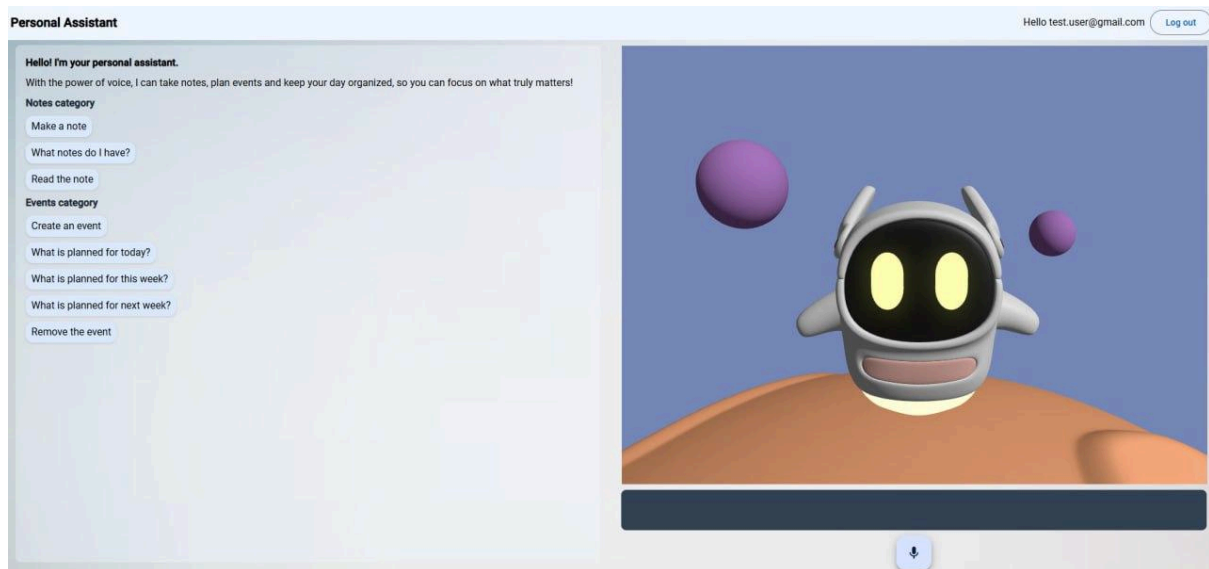 Personal Assistant
Hello test.user@gmail.com
Log out
Hello! I'm your personal assistant.
With the power of voice, I can take notes, plan events and keep your day organized, so you can focus on what truly matters!
Notes category
Make a note
What notes do I have?
Read the note
Events category
Create an event
What is planned for today?
What is planned for this week?
What is planned for next week?
Remove the event